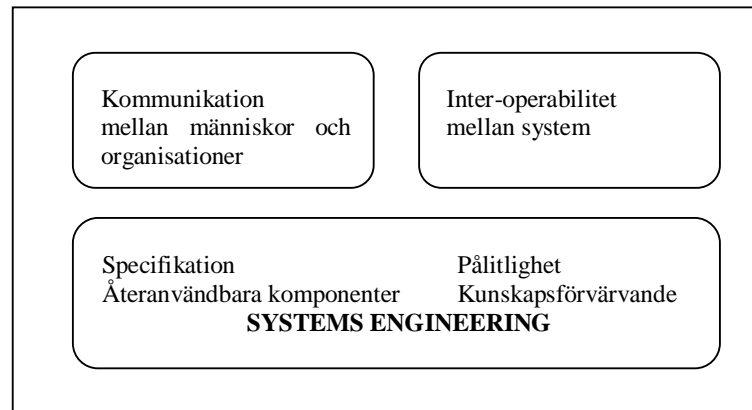 Kommunikation
mellan människor och
organisationer
Inter-operabilitet
mellan system
Specifikation Pålitlighet
Återanvändbara komponenter Kunskapsförvärvande
SYSTEMS ENGINEERING